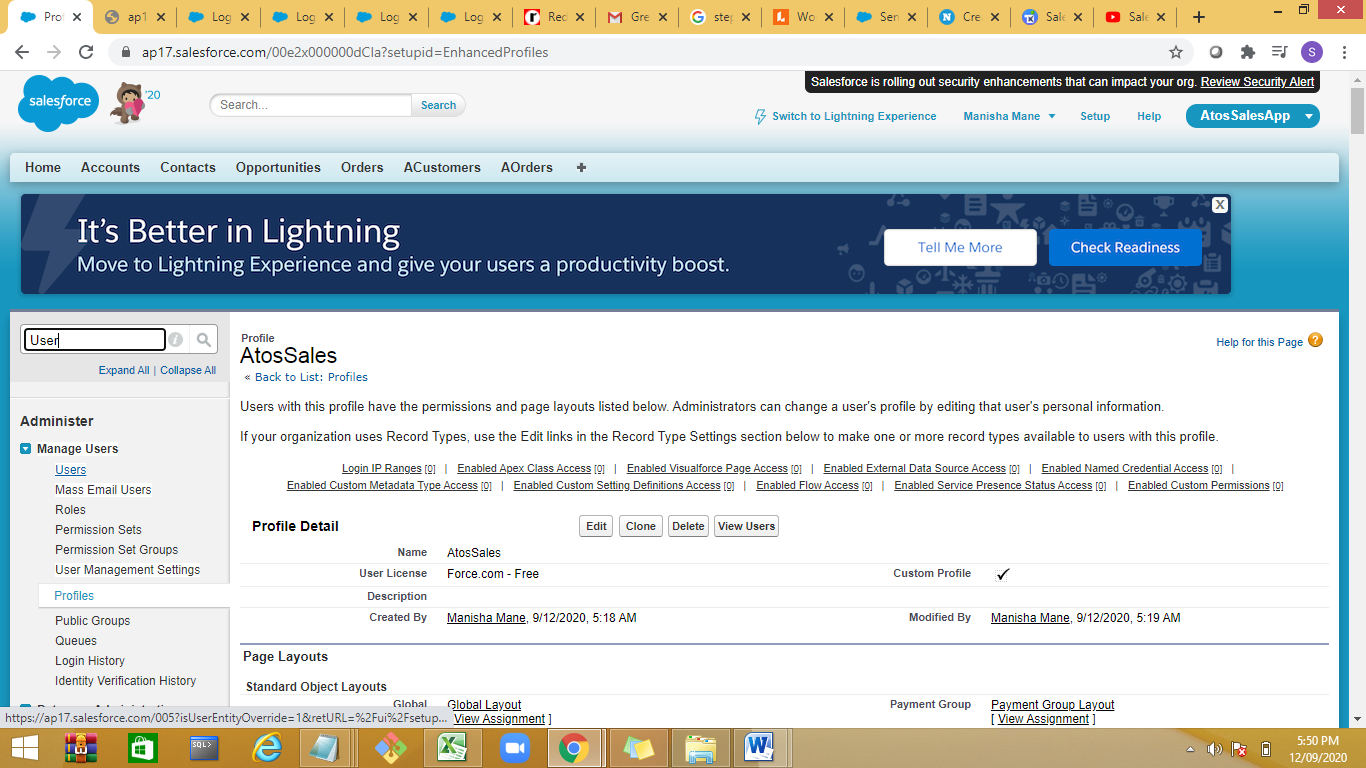 Prof
ap1
Log
Log
Log
Log
Red
Gre
step
Wo
Sen
Cre
Sale
Sale
ap17.salesforce.com/00e2x000000dCIa?setupid=EnhancedProfiles
S
Salesforce is rolling out security enhancements that can impact your org. Review Security Alert
salesforce
'20
Search...
Search
Switch to Lightning Experience
Manisha Mane
Setup
Help
AtosSalesApp
Home Accounts Contacts Opportunities Orders ACustomers AOrders +
It's Better in Lightning
Move to Lightning Experience and give your users a productivity boost.
Tell Me More
Check Readiness
X
User
Expand All | Collapse All
Administer
Manage Users
Users
Mass Email Users
Roles
Permission Sets
Permission Set Groups
User Management Settings
Profiles
Public Groups
Queues
Login History
Identity Verification History
Profile
AtosSales
« Back to List: Profiles
Help for this Page ?
Users with this profile have the permissions and page layouts listed below. Administrators can change a user's profile by editing that user's personal information.
If your organization uses Record Types, use the Edit links in the Record Type Settings section below to make one or more record types available to users with this profile.
Login IP Ranges [0] | Enabled Apex Class Access [0] | Enabled Visualforce Page Access [0] | Enabled External Data Source Access [0] | Enabled Named Credential Access [0] |
Enabled Custom Metadata Type Access [0] | Enabled Custom Setting Definitions Access [0] | Enabled Flow Access [0] | Enabled Service Presence Status Access [0] | Enabled Custom Permissions [0]
Profile Detail
Edit Clone Delete View Users
Name AtosSales
User License Force.com - Free Custom Profile ✓
Description
Created By Manisha Mane, 9/12/2020, 5:18 AM Modified By Manisha Mane, 9/12/2020, 5:19 AM
Page Layouts
Standard Object Layouts
Global Global Layout Payment Group Payment Group Layout
View Assignment ] [ View Assignment ]
https://ap17.salesforce.com/005?isUserEntityOverride=1&retURL=%2Fui%2Fsetup...
SQL>
5:50 PM
12/09/2020